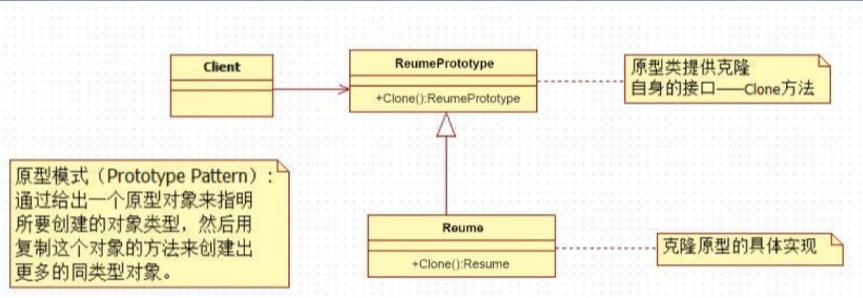 Client
ReumePrototype
+Clone():ReumePrototype
原型类提供克隆
自身的接口——Clone方法
原型模式（Prototype Pattern）：
通过给出一个原型对象来指明
所要创建的对象类型，然后用
复制这个对象的方法来创建出
更多的同类型对象。
Reume
+Clone():Resume
克隆原型的具体实现